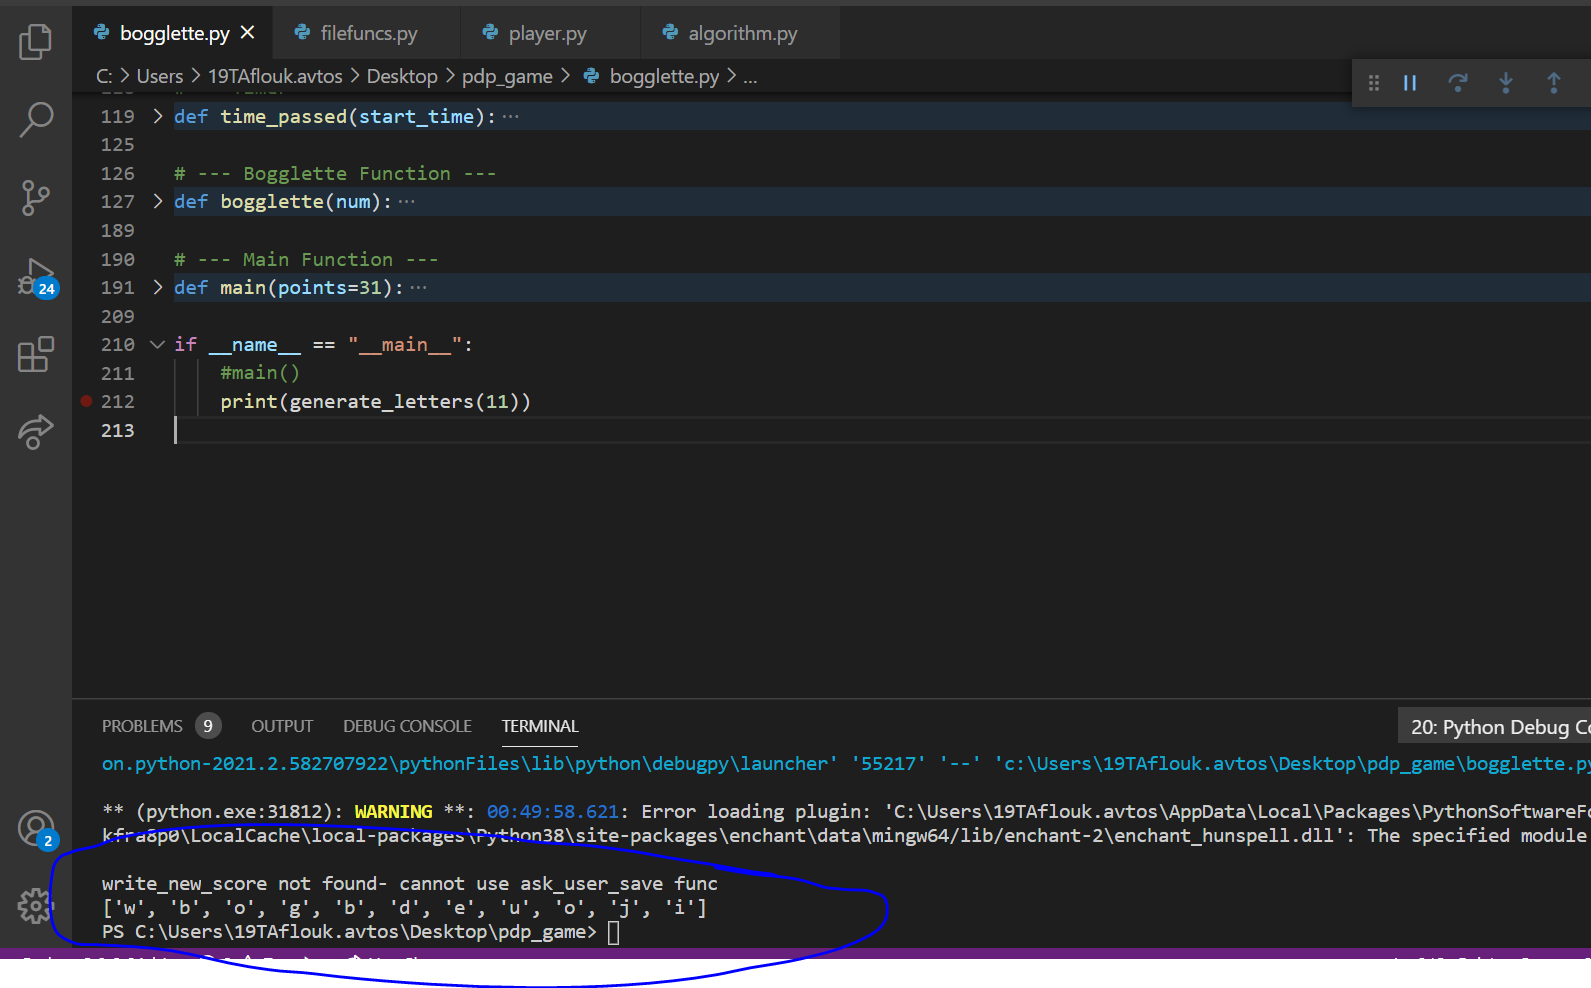 bogglette.py filefuncs.py player.py algorithm.py
C: > Users > 19TAflouk.avtos > Desktop > pdp_game > bogglette.py > ...
119 > def time_passed(start_time):···
125
126 # --- Bogglette Function ---
127 > def bogglette(num):···
189
190 # --- Main Function ---
191 > def main(points=31):···
209
210 if __name__ == "__main__":
211 #main()
212 print(generate_letters(11))
213
24
2
PROBLEMS 9 OUTPUT DEBUG CONSOLE TERMINAL 20: Python Debug Co
on.python-2021.2.582707922\pythonFiles\lib\python\debugpy\launcher' '55217' '--' 'c:\Users\19TAflouk.avtos\Desktop\pdp_game\bogglette.py
** (python.exe:31812): WARNING **: 00:49:58.621: Error loading plugin: 'C:\Users\19TAflouk.avtos\AppData\Local\Packages\PythonSoftwareFo
kfra8p0\LocalCache\local-packages\Python38\site-packages\enchant\data\mingw64/lib/enchant-2\enchant_hunspell.dll': The specified module
write_new_score not found- cannot use ask_user_save func
['w', 'b', 'o', 'g', 'b', 'd', 'e', 'u', 'o', 'j', 'i']
PS C:\Users\19TAflouk.avtos\Desktop\pdp_game>